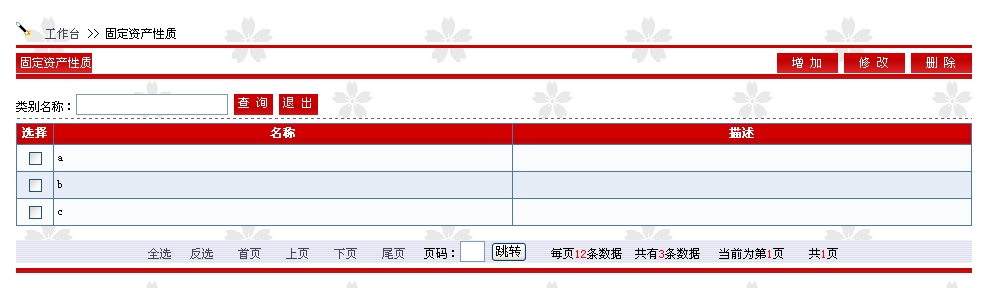 工作台 >> 固定资产性质
固定资产性质 增 加 修 改 删 除
类别名称： 查 询 退 出
选择 名称 描述
a
b
c
全选 反选 首页 上页 下页 尾页 页码： 跳转 每页12条数据 共有3条数据 当前为第1页 共1页